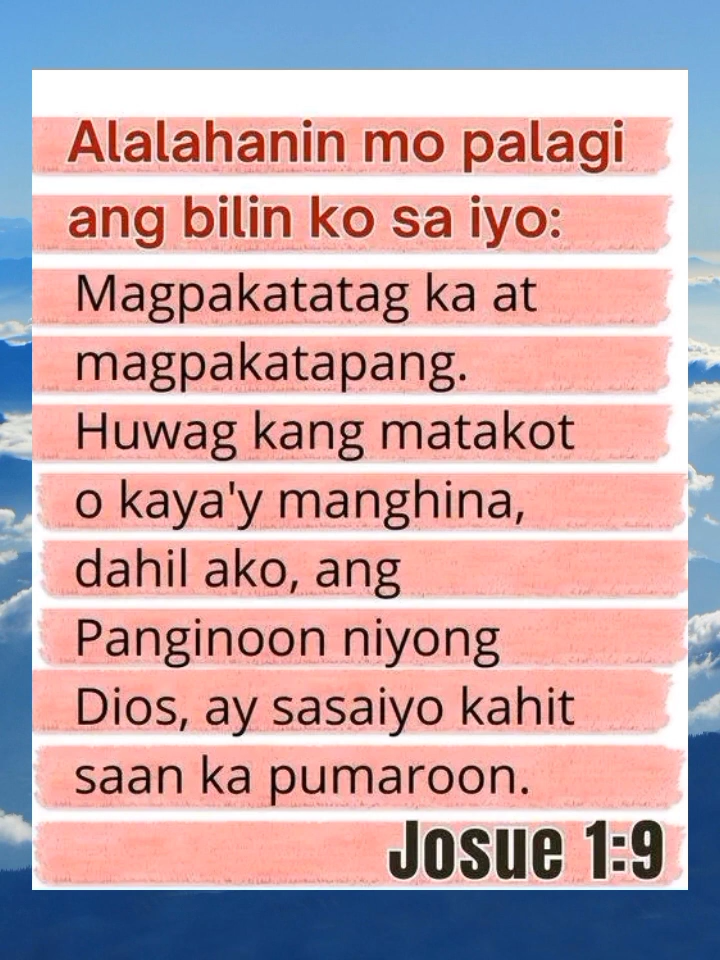 Alalahanin mo palagi
ang bilin ko sa iyo:
Magpakatatag ka at
magpakatapang.
Huwag kang matakot
o kaya'y manghina,
dahil ako, ang
Panginoon niyong
Dios, ay sasaiyo kahit
saan ka pumaroon.
Josue 1:9